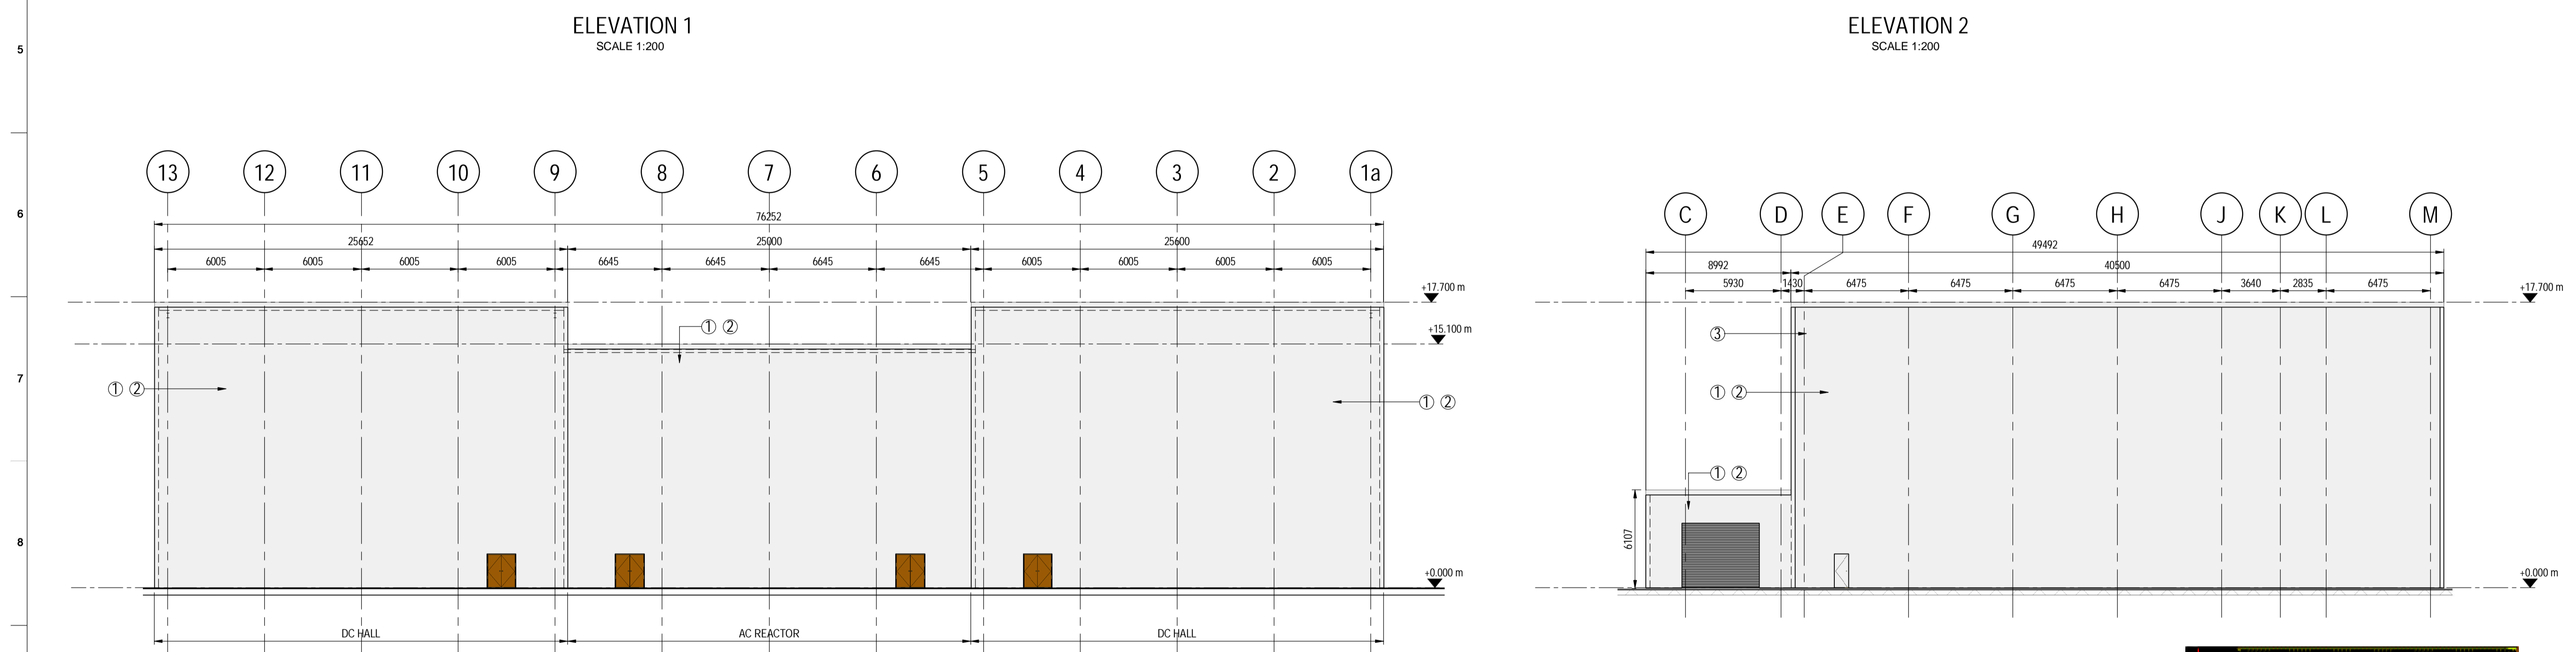 ELEVATION 1
SCALE 1:200
ELEVATION 2
SCALE 1:200
5
6
7
8
13 12 11 10 9 8 7 6 5 4 3 2 1a
76252
25652 25000 25600
6005 6005 6005 6005 6645 6645 6645 6645 6005 6005 6005 6005
+17.700 m
+15.100 m
1 2
1 2
1 2
+0.000 m
DC HALL AC REACTOR DC HALL
C D E F G H J K L M
49492
8992 40500
5930 1430 6475 6475 6475 6475 3640 2835 6475
+17.700 m
3
1 2
1 2
6107
+0.000 m